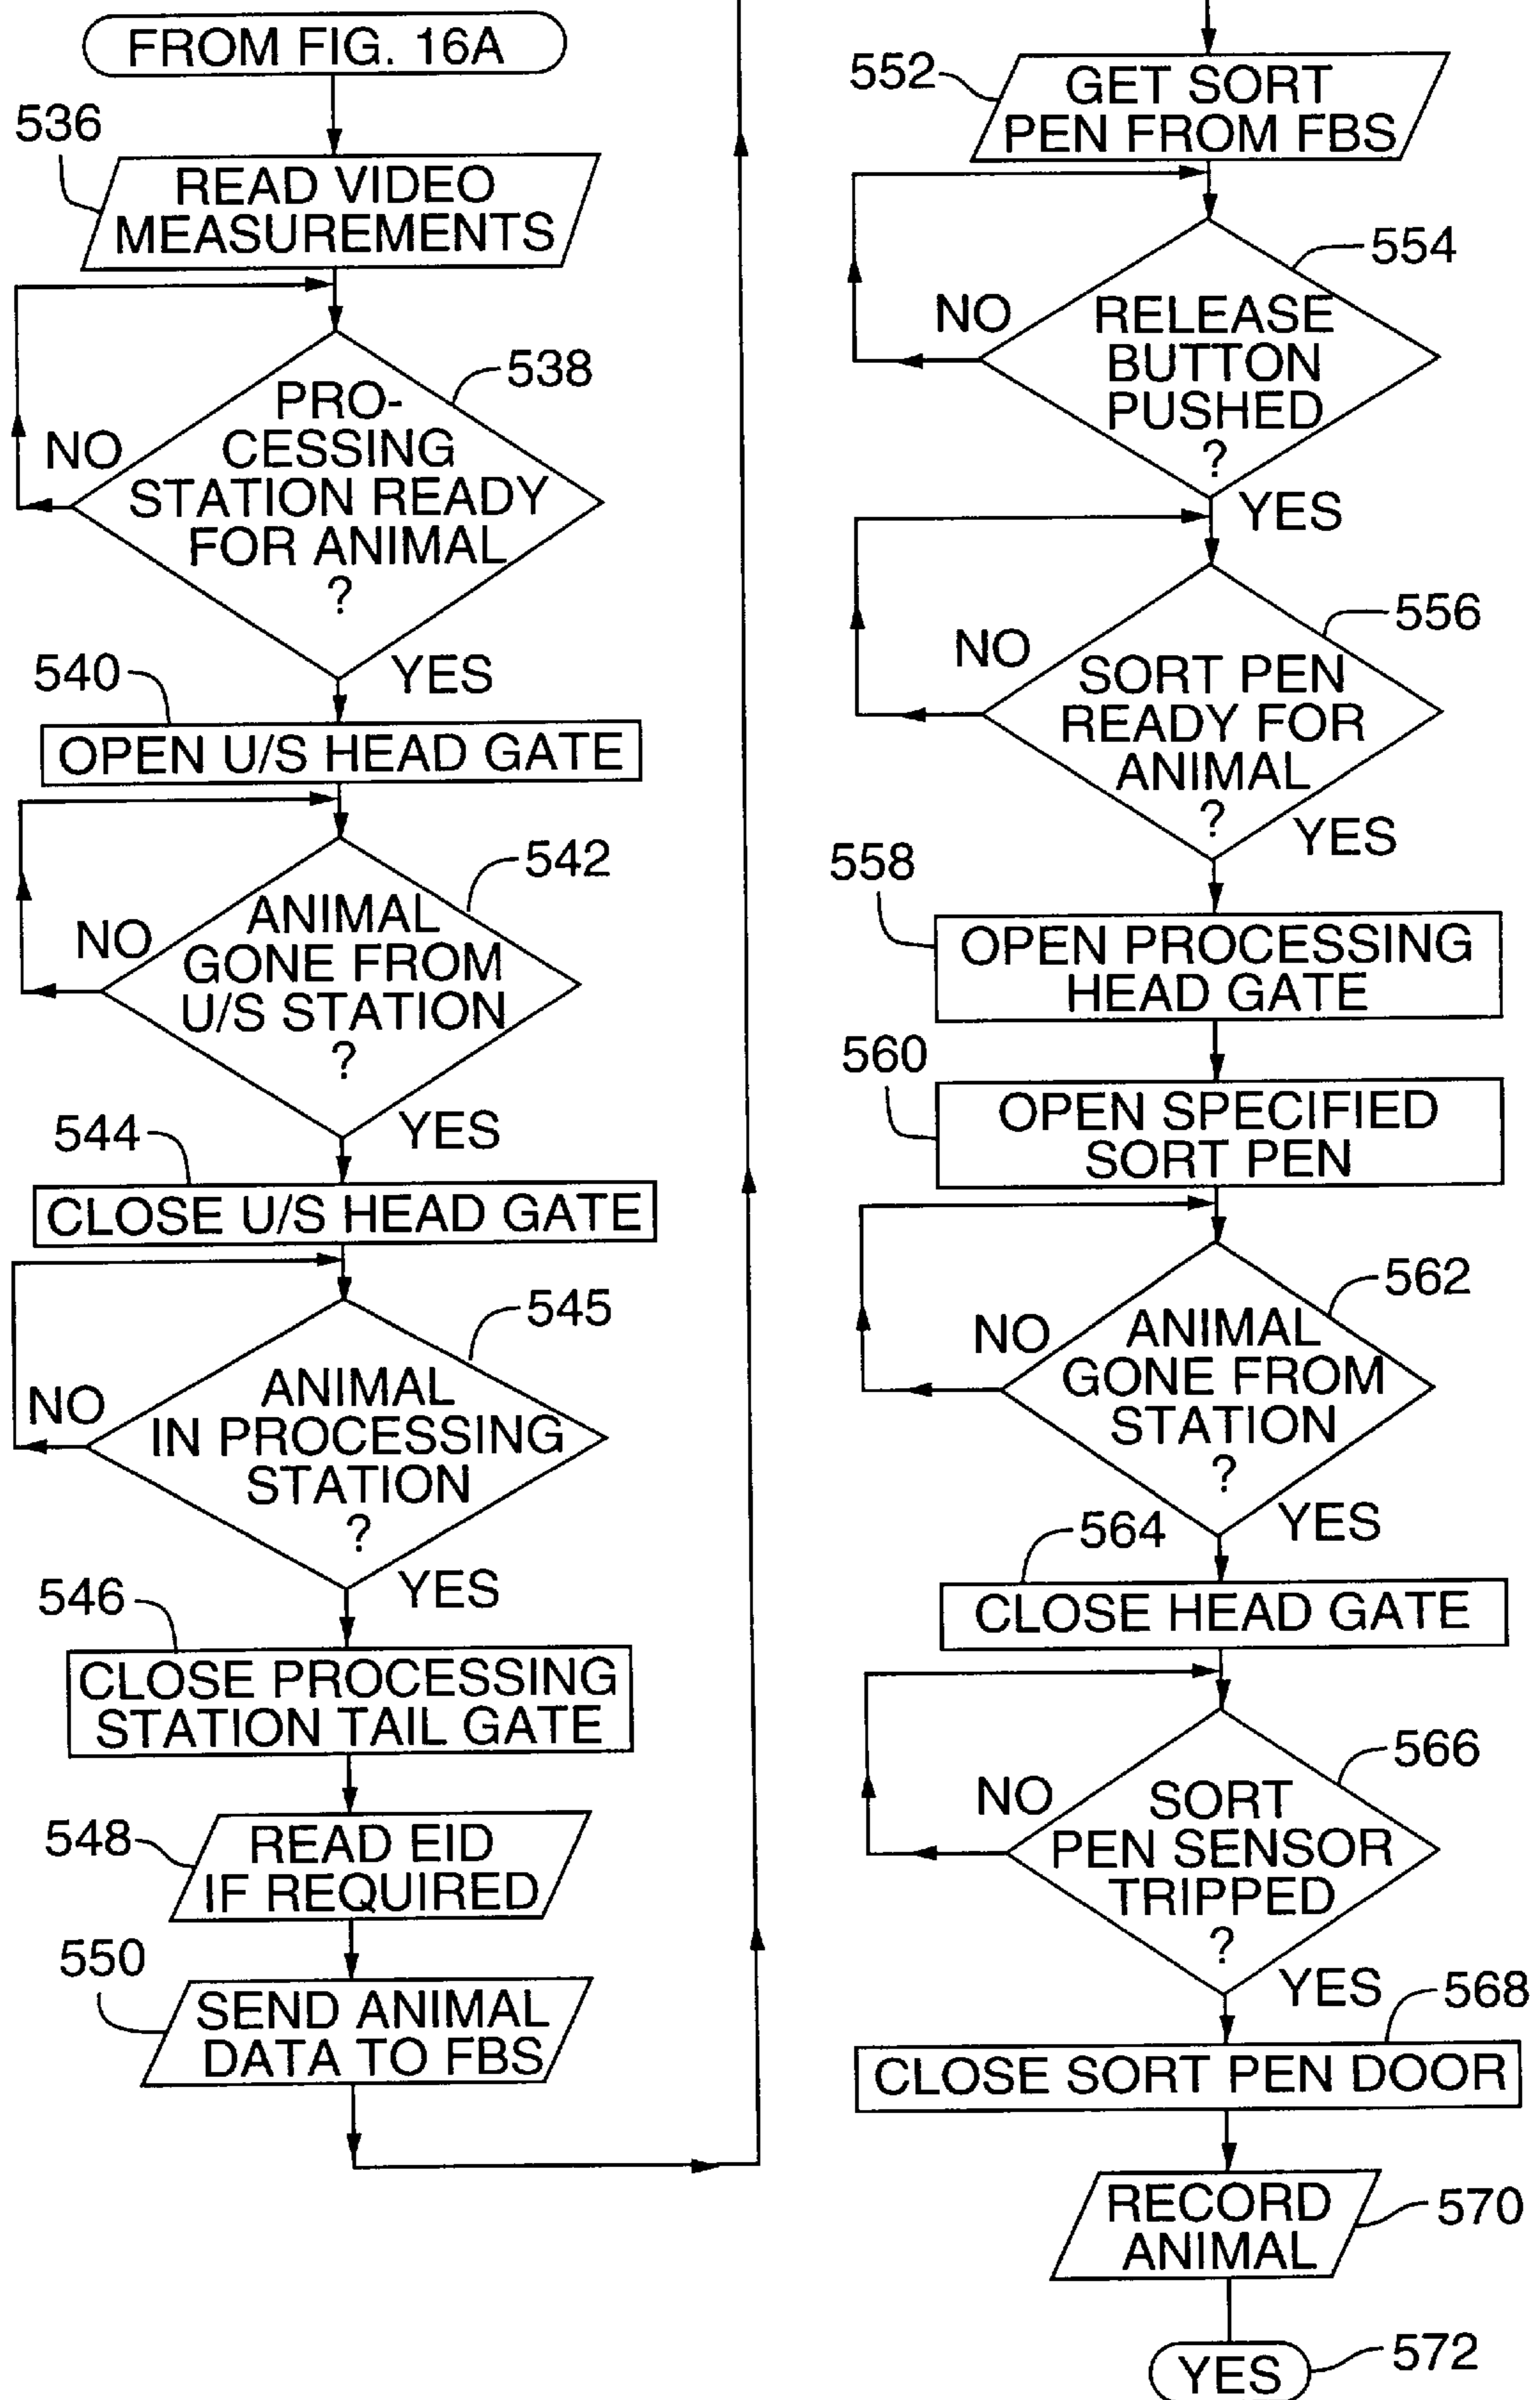 FROM FIG. 16A
536
READ VIDEO
MEASUREMENTS
538
PRO-
CESSING
STATION READY
FOR ANIMAL
?
NO
YES
540
OPEN U/S HEAD GATE
542
ANIMAL
GONE FROM
U/S STATION
?
NO
YES
544
CLOSE U/S HEAD GATE
545
ANIMAL
IN PROCESSING
STATION
?
NO
YES
546
CLOSE PROCESSING
STATION TAIL GATE
548
READ EID
IF REQUIRED
550
SEND ANIMAL
DATA TO FBS
552
GET SORT
PEN FROM FBS
554
RELEASE
BUTTON
PUSHED
?
NO
YES
556
SORT PEN
READY FOR
ANIMAL
?
NO
YES
558
OPEN PROCESSING
HEAD GATE
560
OPEN SPECIFIED
SORT PEN
562
ANIMAL
GONE FROM
STATION
?
NO
YES
564
CLOSE HEAD GATE
566
SORT
PEN SENSOR
TRIPPED
?
NO
YES
568
CLOSE SORT PEN DOOR
570
RECORD
ANIMAL
YES
572